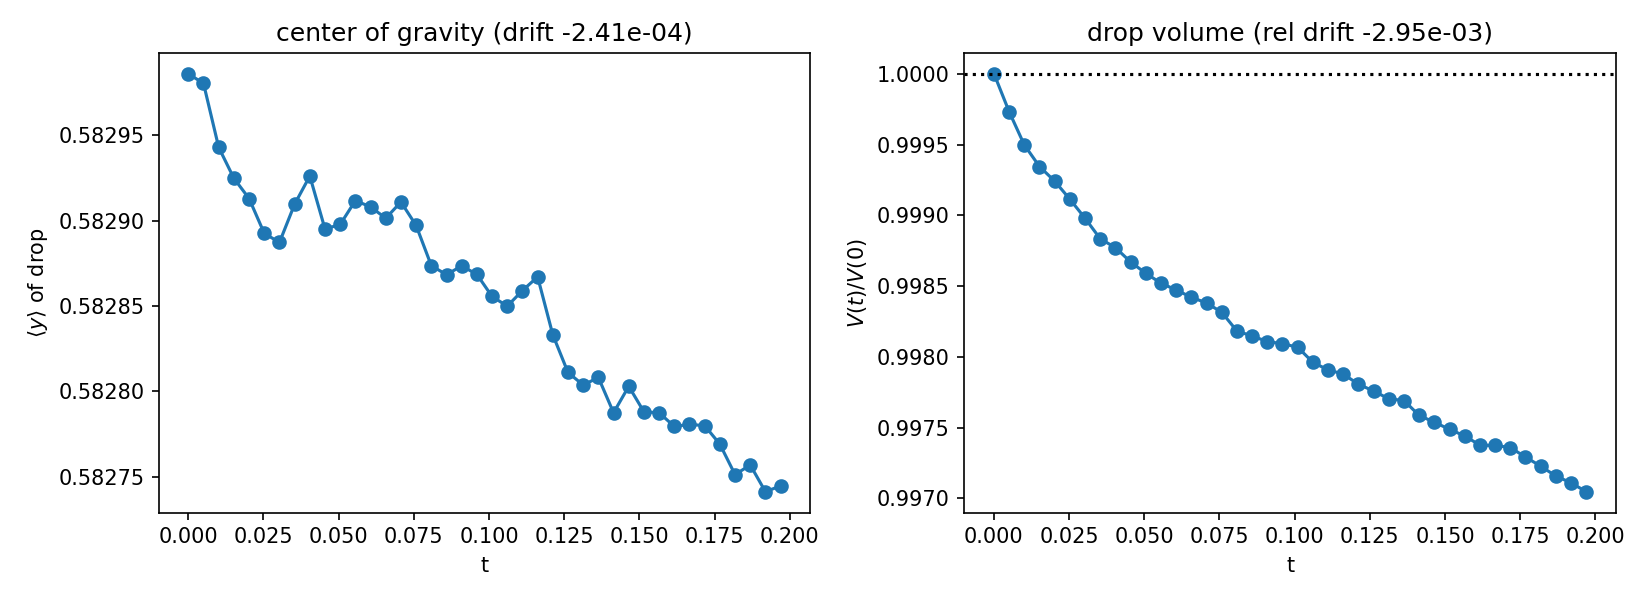 center of gravity (drift -2.41e-04)
0.58295
0.58290
0.58285
0.58280
0.58275
⟨y⟩ of drop
0.000 0.025 0.050 0.075 0.100 0.125 0.150 0.175 0.200
t
drop volume (rel drift -2.95e-03)
1.0000
0.9995
0.9990
0.9985
0.9980
0.9975
0.9970
V(t)/V(0)
0.000 0.025 0.050 0.075 0.100 0.125 0.150 0.175 0.200
t